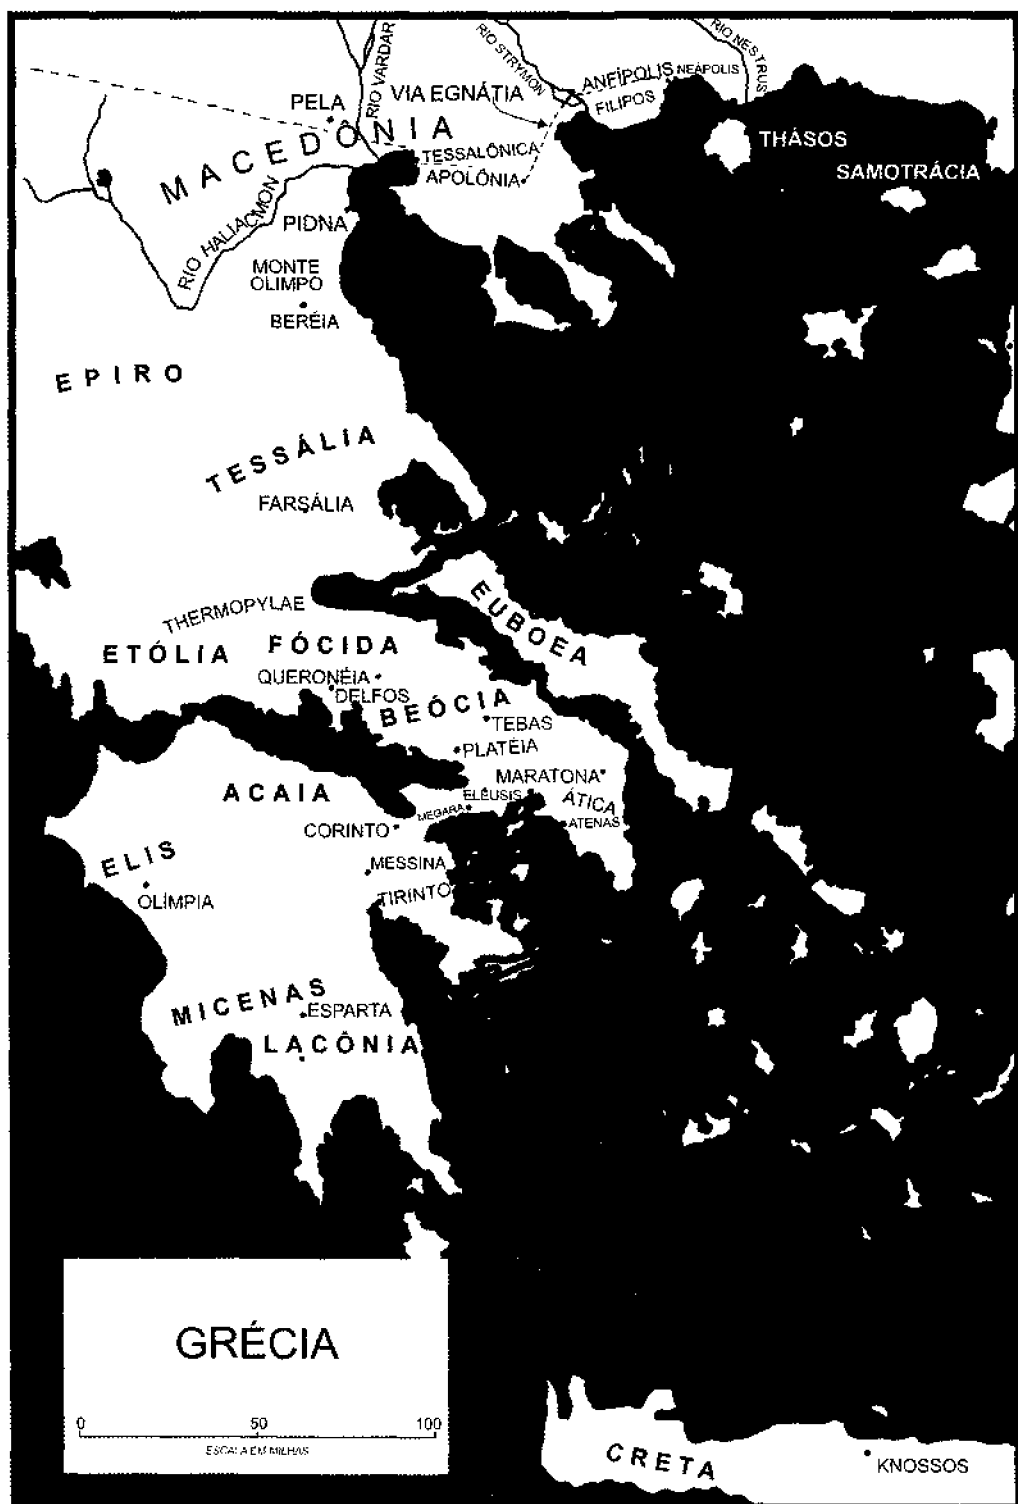 RIO VARDAR
RIO STRYMON
RIO NESTRUS
ANFÍPOLIS
NEÁPOLIS
FILIPOS
VIA EGNÁTIA
PELA
MACEDÔNIA
TESSALÔNICA
APOLÔNIA
THÁSOS
SAMOTRÁCIA
RIO HALIACMON
PIDNA
MONTE
OLIMPO
BERÉIA
EPIRO
TESSÁLIA
FARSÁLIA
THERMOPYLAE
EUBOEA
ETÓLIA
FÓCIDA
QUERONÉIA
DELFOS
BEÓCIA
TEBAS
PLATÉIA
MARATONA
ELÊUSIS
ÁTICA
MEGARA
ATENAS
ACAIA
CORINTO
ELIS
MESSINA
OLÍMPIA
TIRINTO
MICENAS
ESPARTA
LACÔNIA
GRÉCIA
0 50 100
ESCALA EM MILHAS
CRETA
KNOSSOS